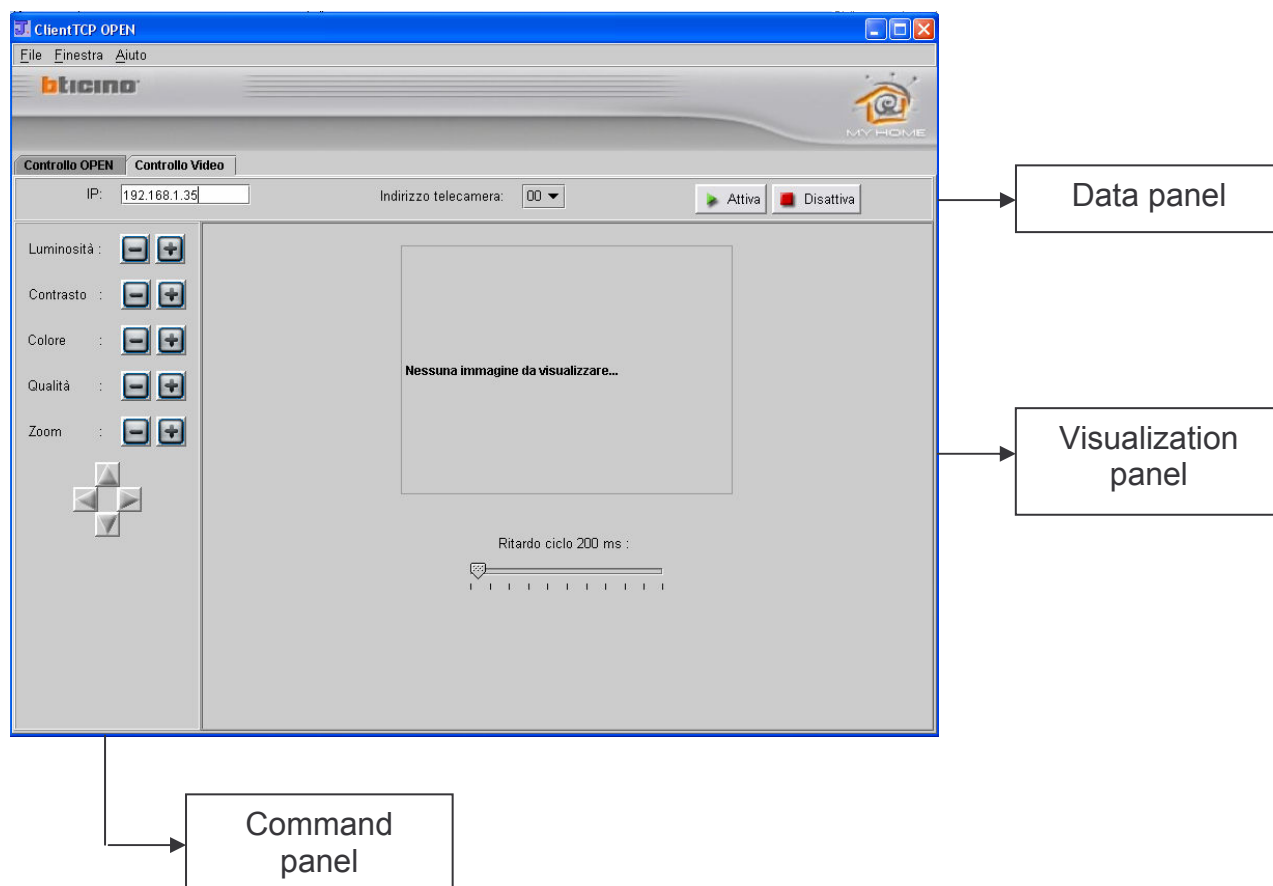 ClientTCP OPEN
File Finestra Aiuto
bticino
MY HOME
Controllo OPEN Controllo Video
IP: 192.168.1.35 Indirizzo telecamera: 00 Attiva Disattiva
Data panel
Luminosità :
Contrasto :
Colore :
Qualità :
Zoom :
Nessuna immagine da visualizzare...
Visualization
panel
Ritardo ciclo 200 ms :
Command
panel